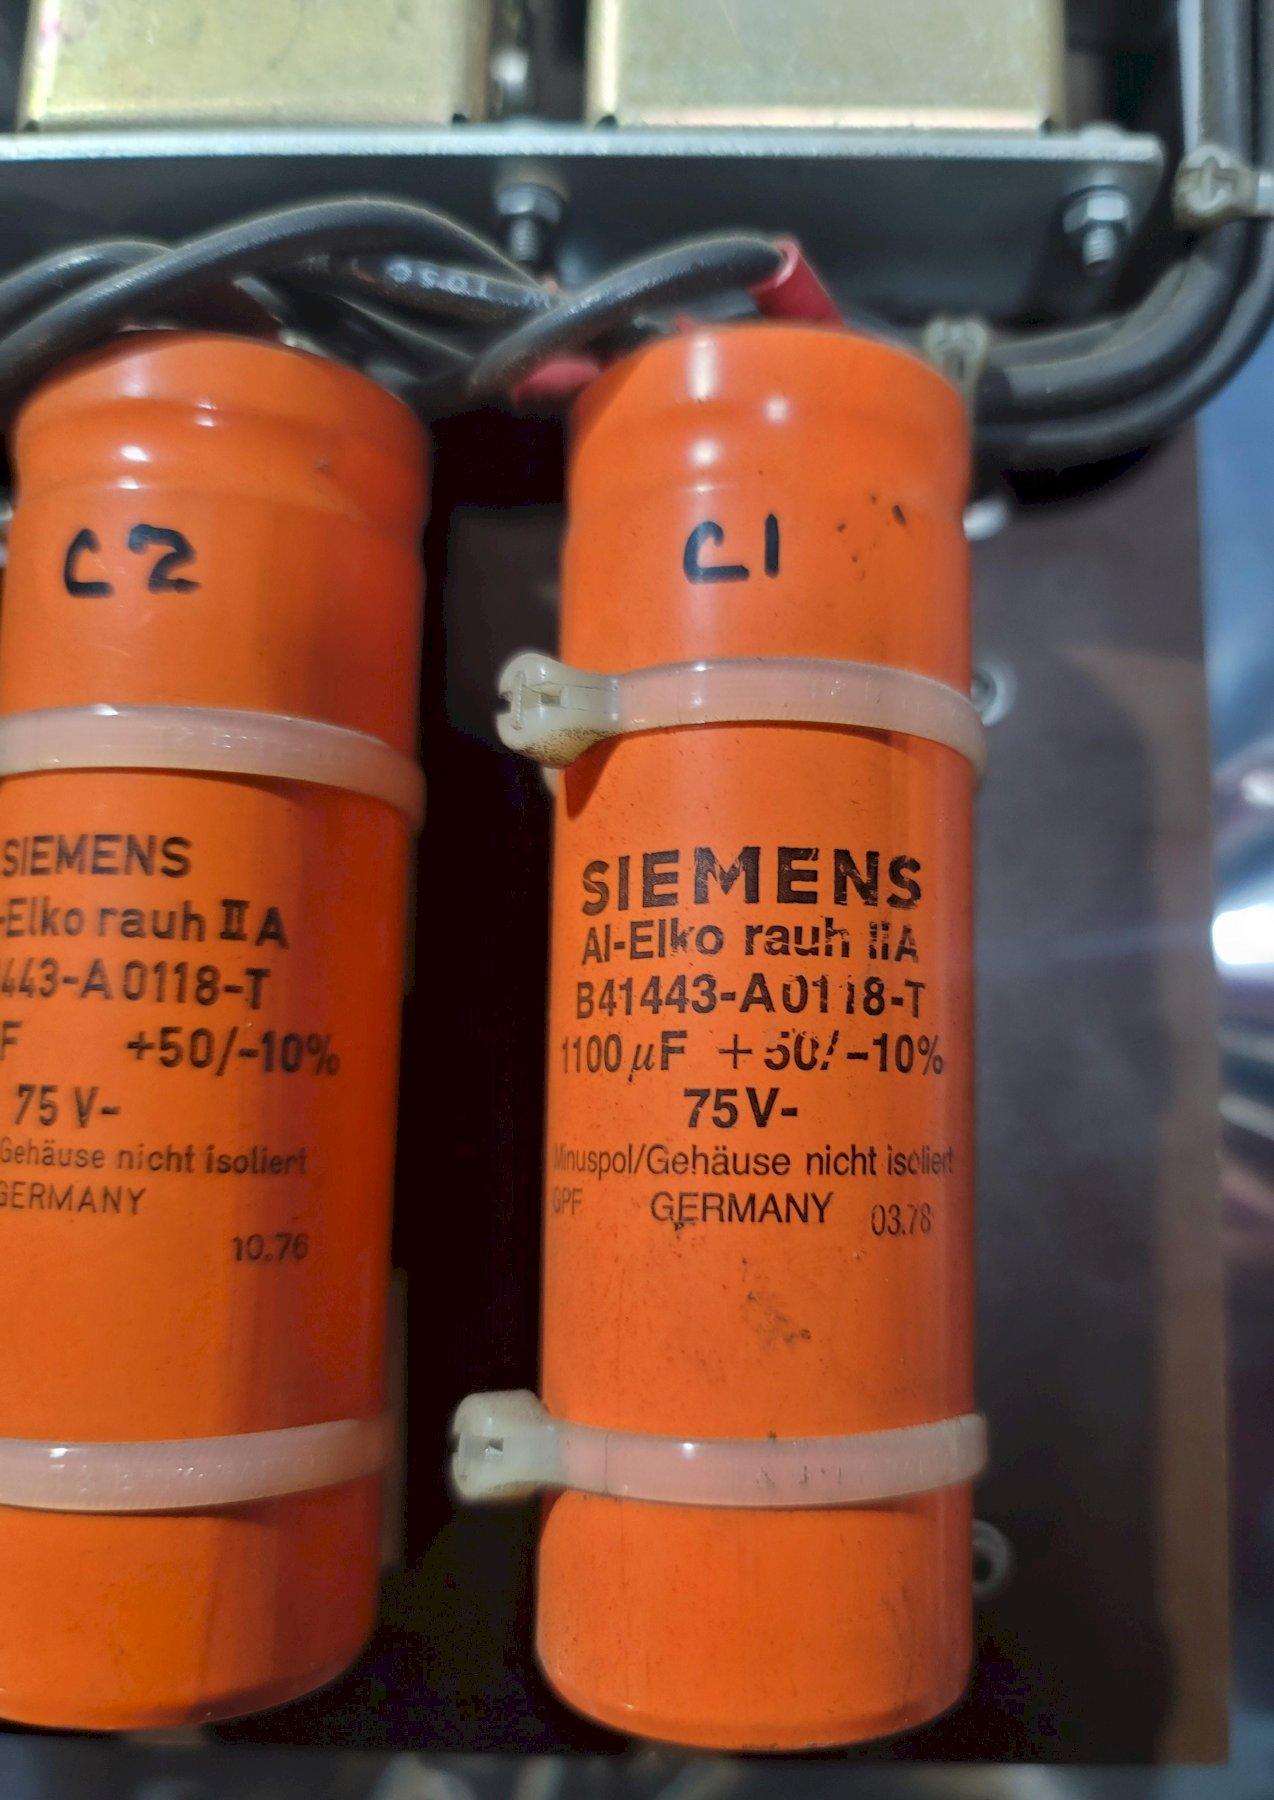 C2
SIEMENS
-Elko rauh II A
443-A0118-T
F +50/-10%
75 V-
Gehäuse nicht isoliert
GERMANY
10.76
C1
SIEMENS
Al-Elko rauh IIA
B41443-A0118-T
1100 µF +50/-10%
75V-
Minuspol/Gehäuse nicht isoliert
GPF GERMANY 03.78